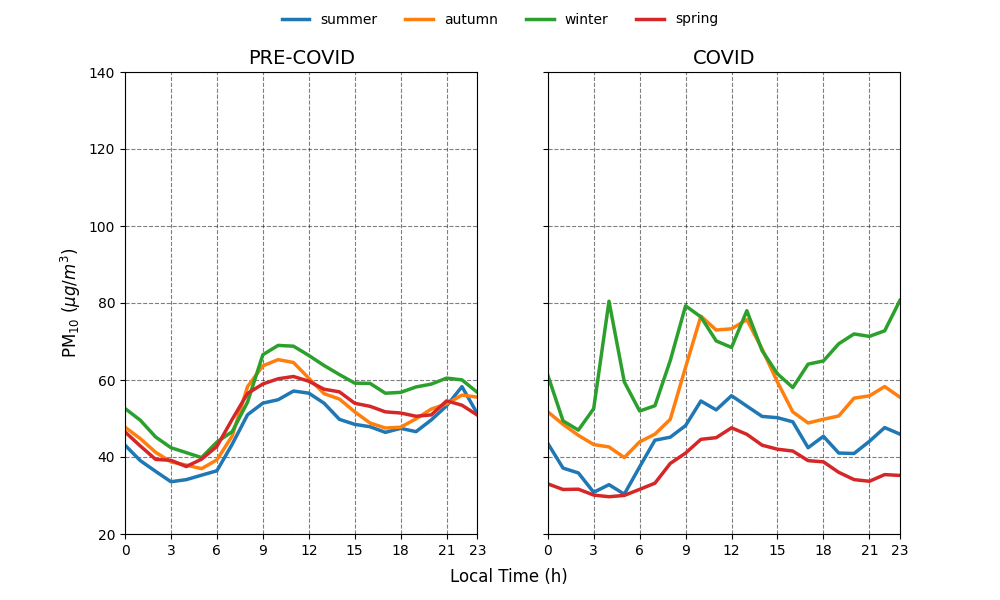 summer autumn winter spring
PRE-COVID COVID
140
120
100
80
60
40
20
PM₁₀ (μg/m³)
0 3 6 9 12 15 18 21 23 0 3 6 9 12 15 18 21 23
Local Time (h)